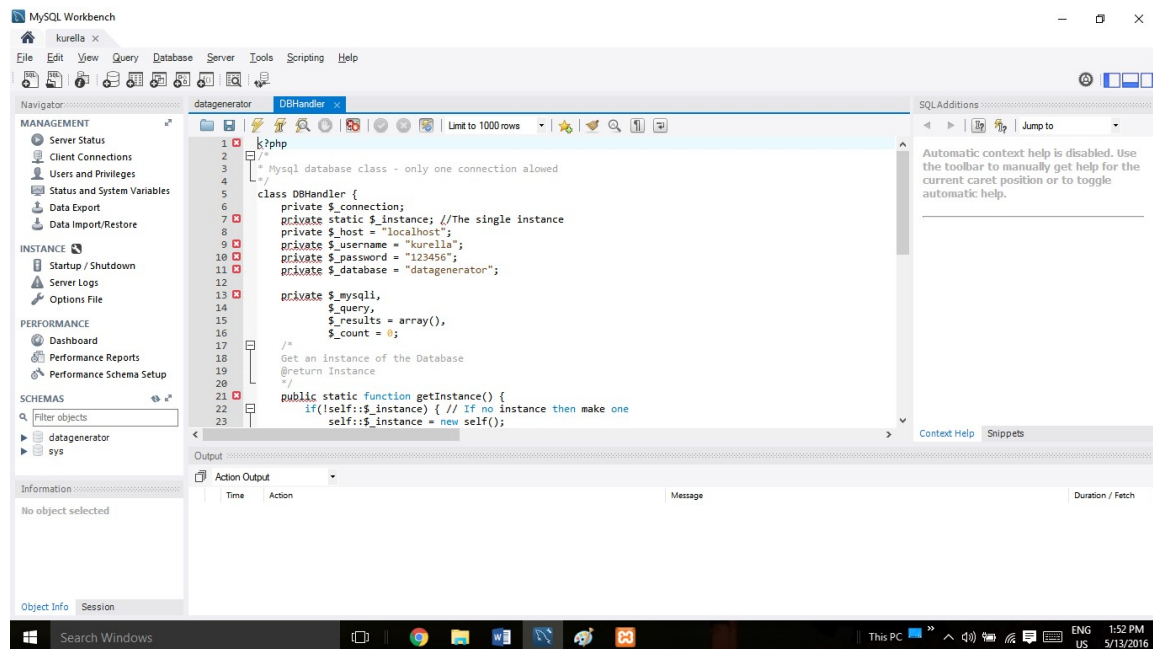 MySQL Workbench
kurella ×
File Edit View Query Database Server Tools Scripting Help
Navigator
MANAGEMENT
Server Status
Client Connections
Users and Privileges
Status and System Variables
Data Export
Data Import/Restore
INSTANCE
Startup / Shutdown
Server Logs
Options File
PERFORMANCE
Dashboard
Performance Reports
Performance Schema Setup
SCHEMAS
Filter objects
datagenerator
sys
Information
No object selected
Object Info Session
datagenerator DBHandler ×
Limit to 1000 rows
1 <?php
2 /*
3 * Mysql database class - only one connection alowed
4 */
5 class DBHandler {
6 private $_connection;
7 private static $_instance; //The single instance
8 private $_host = "localhost";
9 private $_username = "kurella";
10 private $_password = "123456";
11 private $_database = "datagenerator";
12
13 private $_mysqli,
14 $_query,
15 $_results = array(),
16 $_count = 0;
17 /*
18 Get an instance of the Database
19 @return Instance
20 */
21 public static function getInstance() {
22 if(!self::$_instance) { // If no instance then make one
23 self::$_instance = new self();
SQLAdditions
Jump to
Automatic context help is disabled. Use
the toolbar to manually get help for the
current caret position or to toggle
automatic help.
Context Help Snippets
Output
Action Output
Time Action Message Duration / Fetch
Search Windows
This PC
ENG
US
1:52 PM
5/13/2016